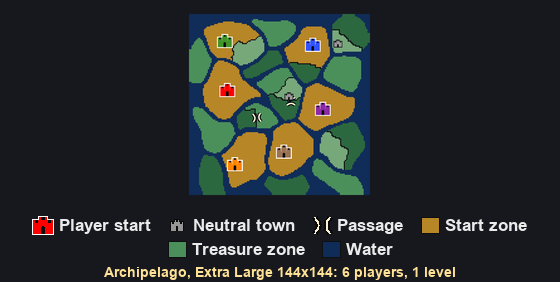 Player start Neutral town Passage Start zone
Treasure zone Water
Archipelago, Extra Large 144x144: 6 players, 1 level